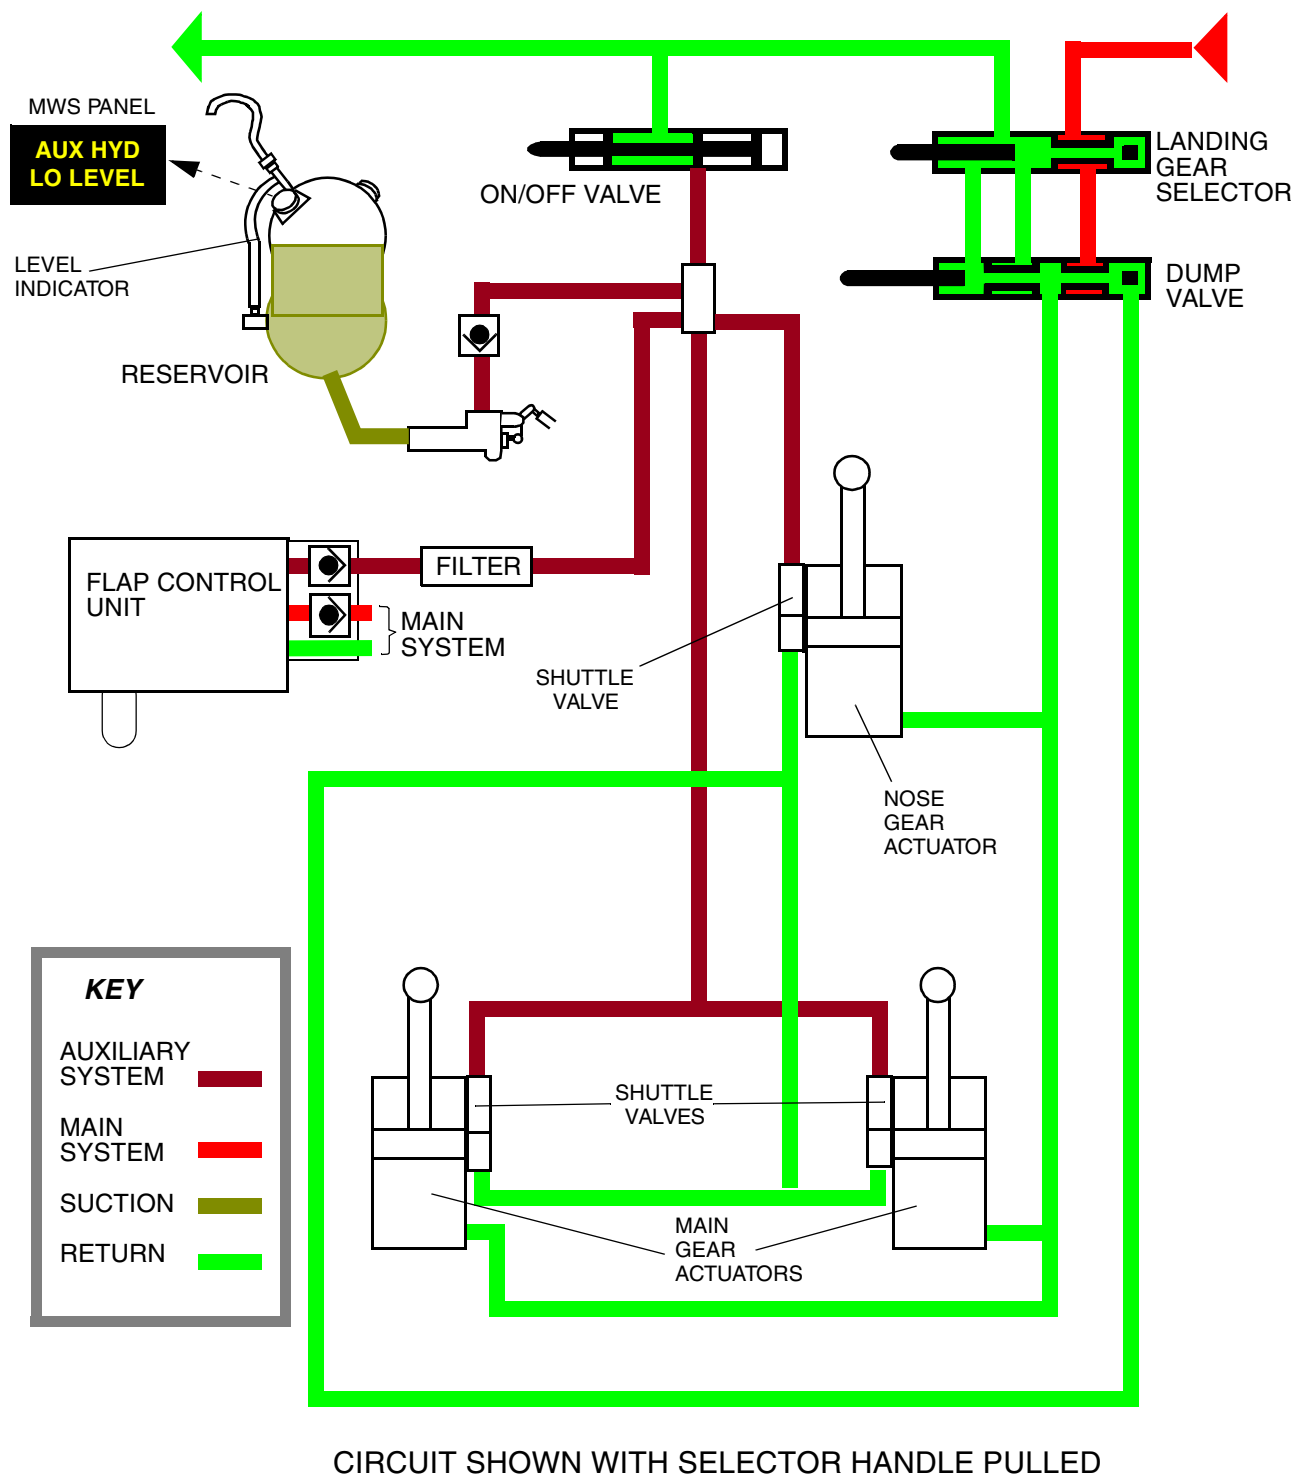 MWS PANEL
AUX HYD
LO LEVEL
LEVEL
INDICATOR
RESERVOIR
ON/OFF VALVE
LANDING
GEAR
SELECTOR
DUMP
VALVE
FLAP CONTROL
UNIT
FILTER
MAIN
SYSTEM
SHUTTLE
VALVE
NOSE
GEAR
ACTUATOR
KEY
AUXILIARY
SYSTEM
MAIN
SYSTEM
SUCTION
RETURN
SHUTTLE
VALVES
MAIN
GEAR
ACTUATORS
CIRCUIT SHOWN WITH SELECTOR HANDLE PULLED